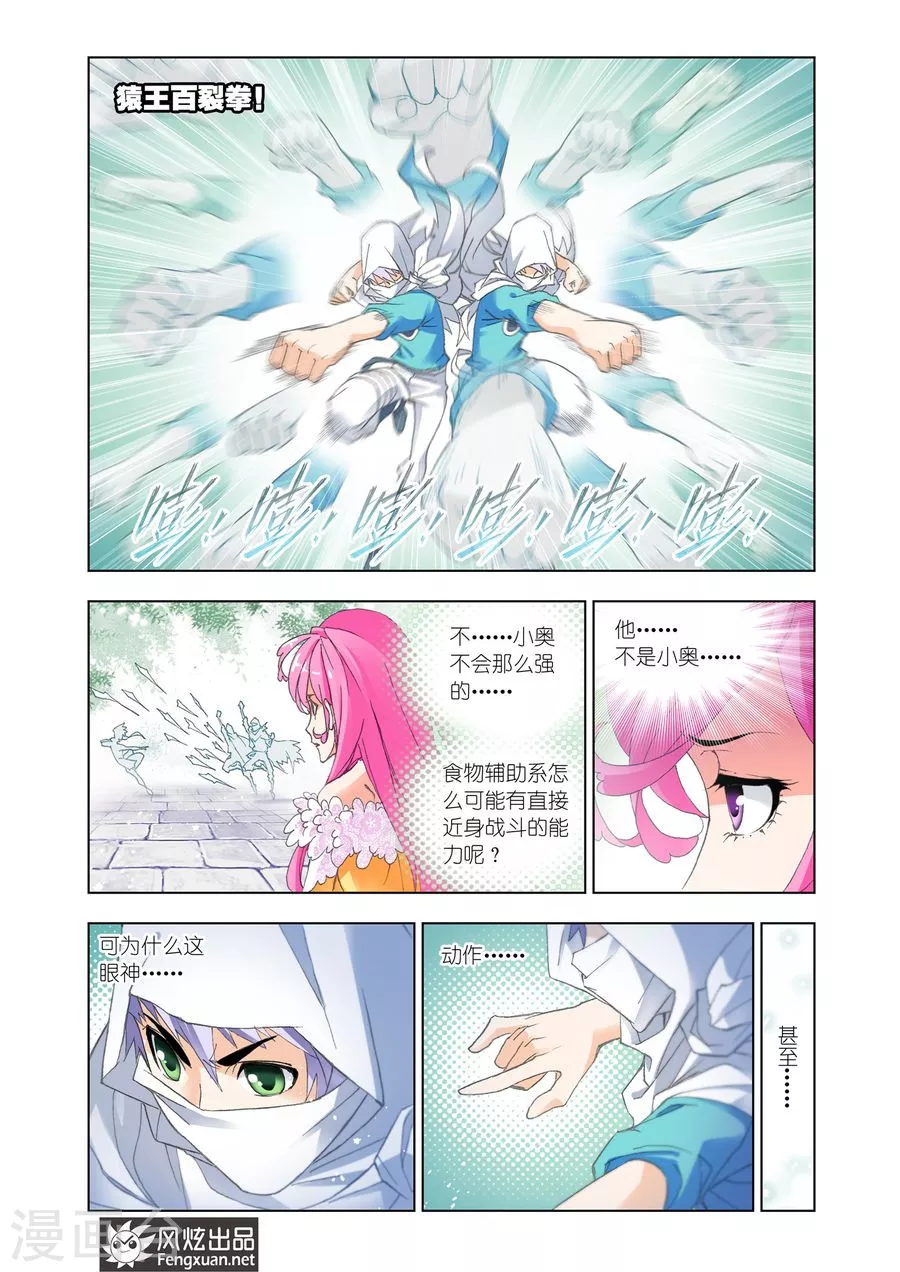 猿王百裂拳！
嘭！嘭！嘭！嘭！嘭！嘭！
不……小奥
不会那么强
的……
食物辅助系怎
么可能有直接
近身战斗的能
力呢？
他……
不是小奥……
可为什么这
眼神……
动作……
甚至……
漫画台
风炫出品
Fengxuan.net